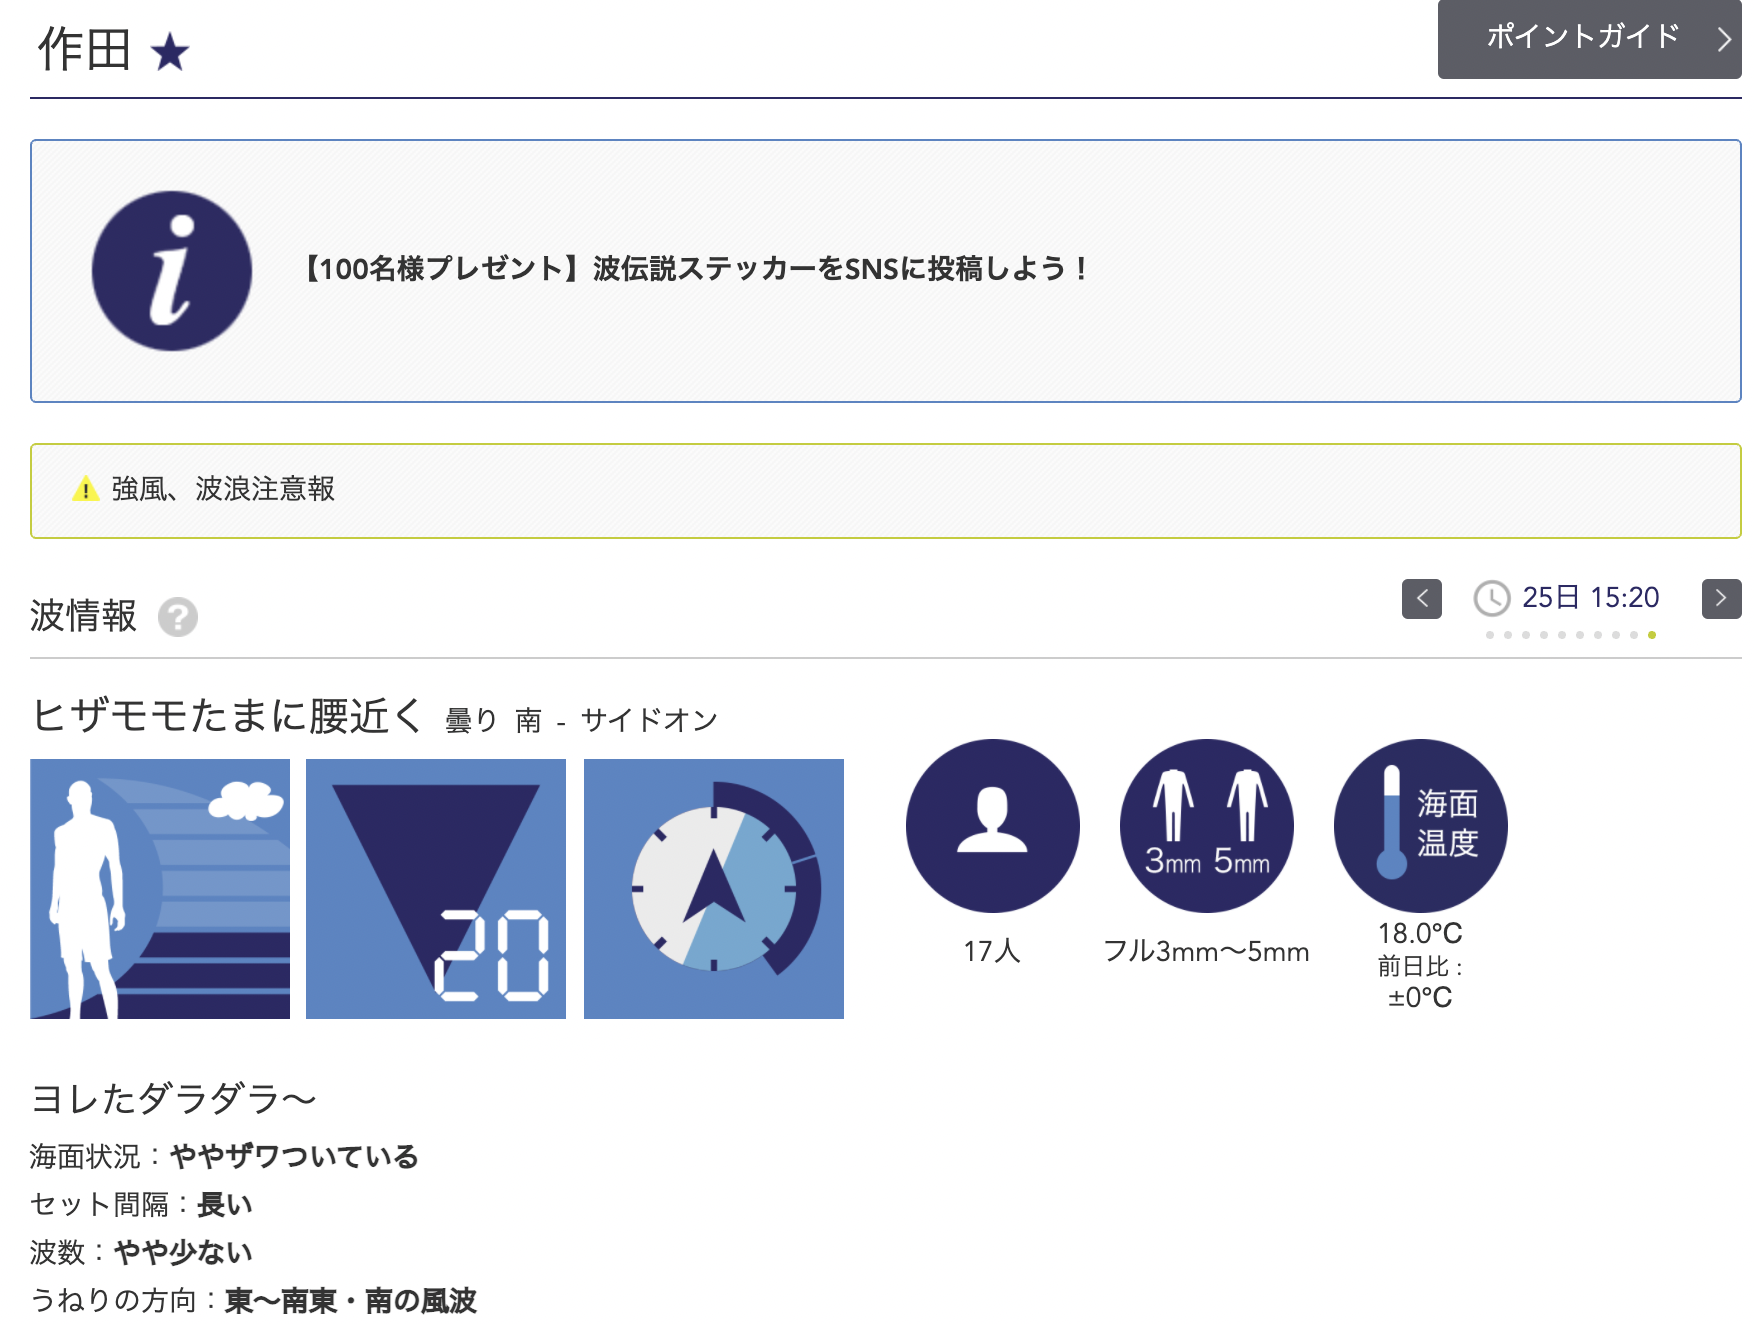 作田 ★
ポイントガイド
i
【100名様プレゼント】波伝説ステッカーをSNSに投稿しよう！
強風、波浪注意報
波情報 ?
25日 15:20
ヒザモモたまに腰近く 曇り 南 - サイドオン
20
3mm 5mm
海面
温度
17人
フル3mm〜5mm
18.0℃
前日比：
±0℃
ヨレたダラダラ〜
海面状況：ややザワついている
セット間隔：長い
波数：やや少ない
うねりの方向：東〜南東・南の風波